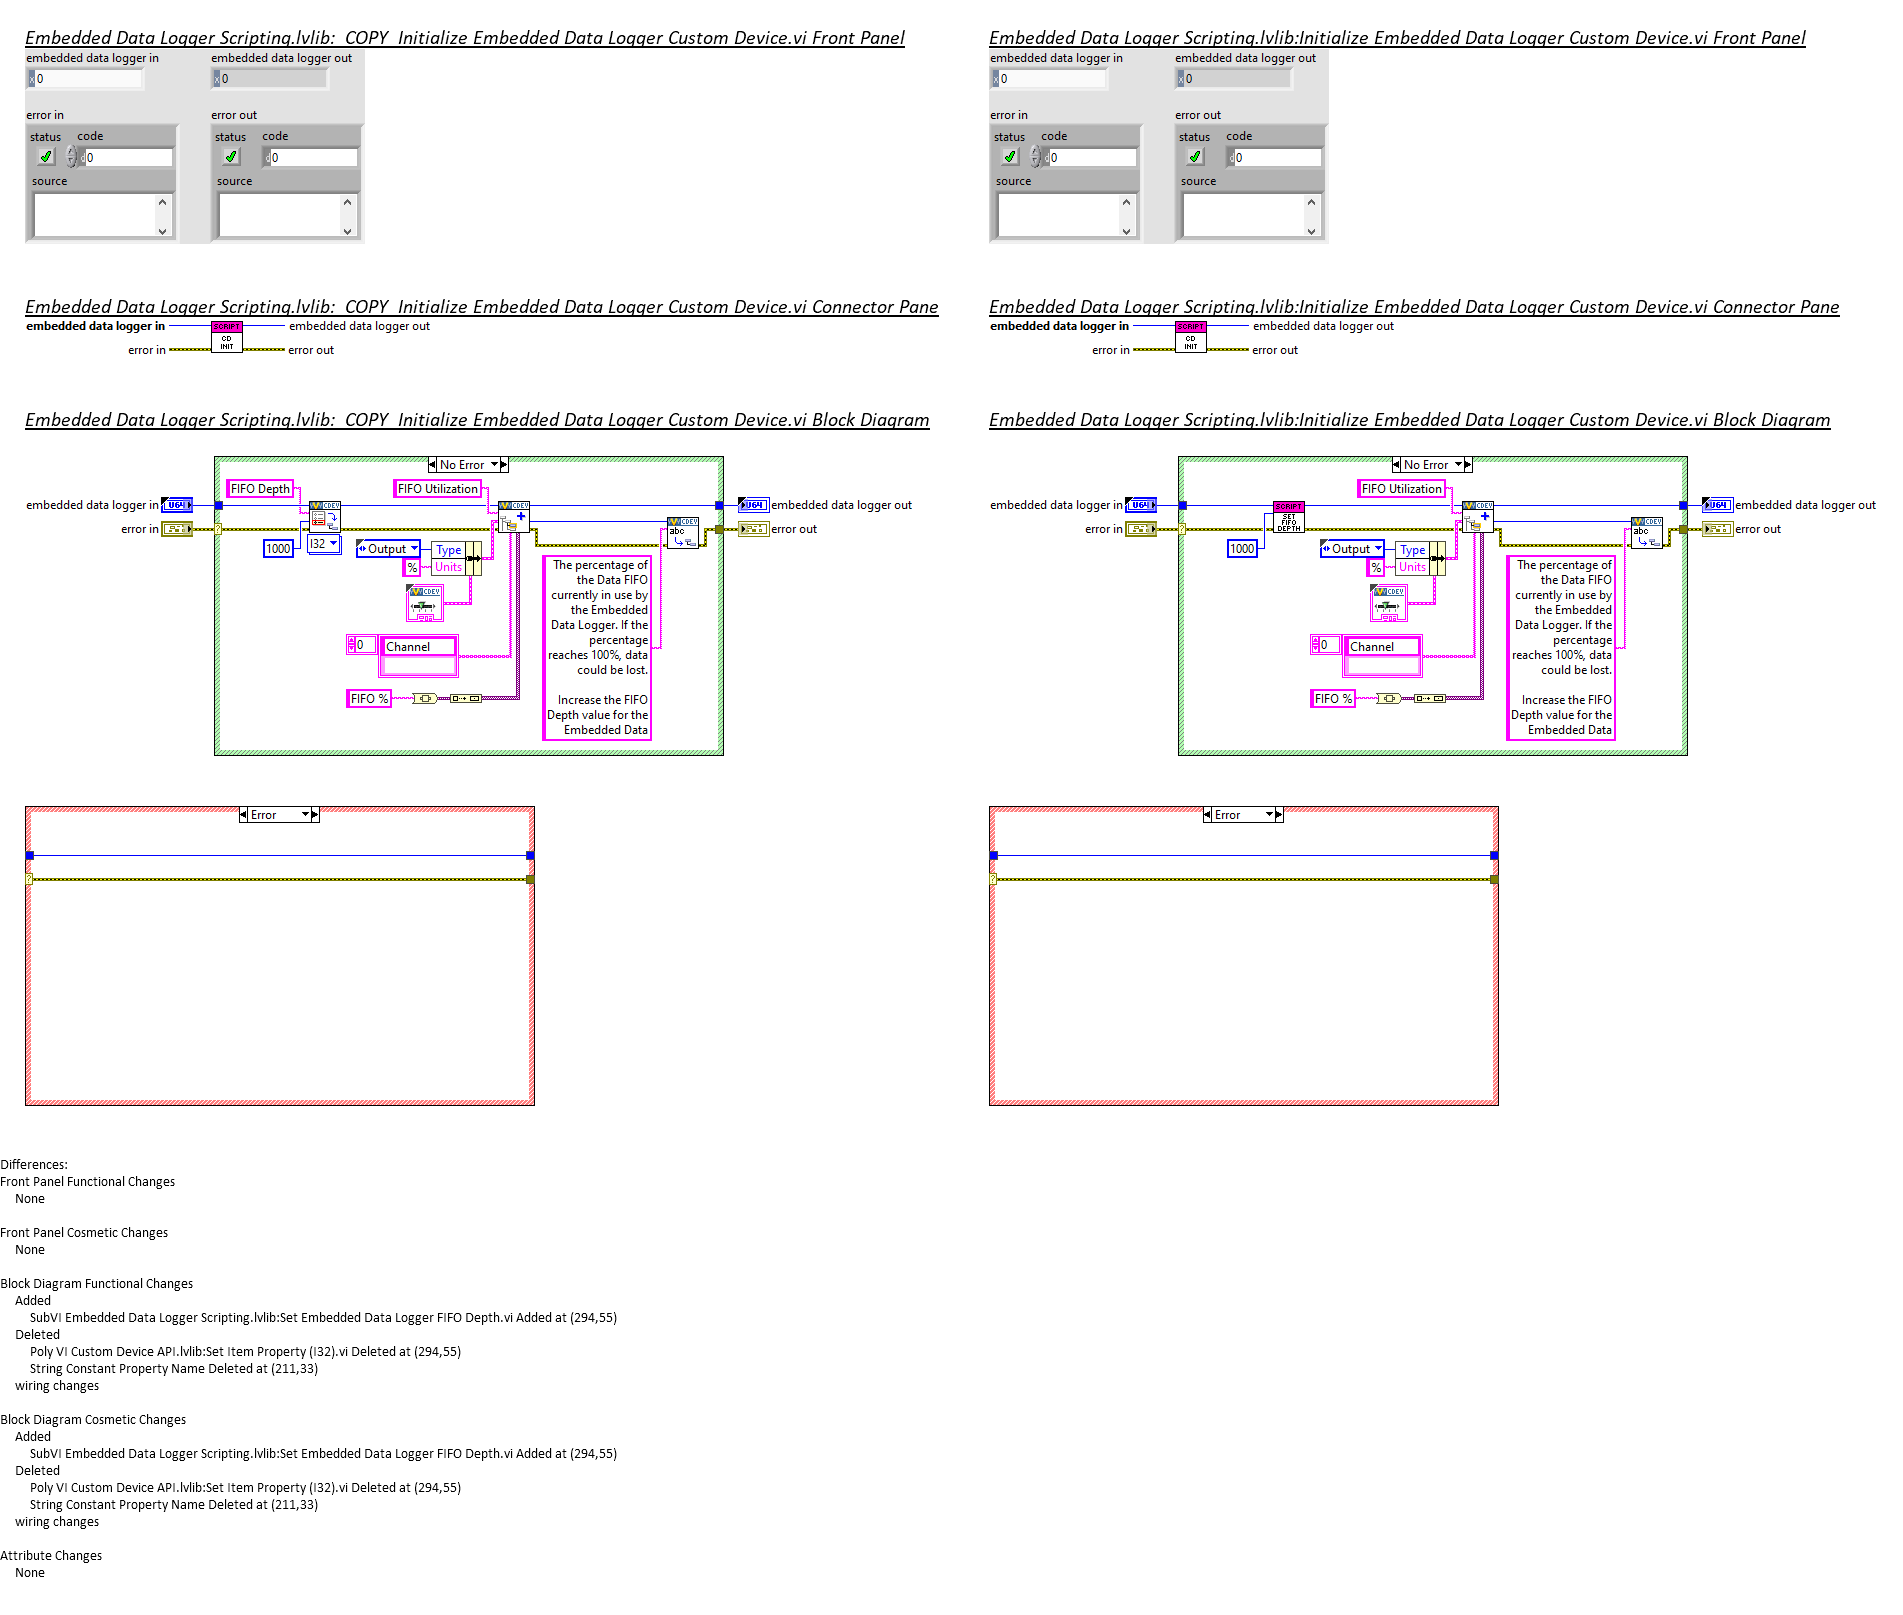 Embedded Data Logger Scripting.lvlib:_COPY_Initialize Embedded Data Logger Custom Device.vi Front Panel
embedded data logger in
embedded data logger out
x 0
x 0
error in
error out
status code
status code
d 0
d 0
source
source
Embedded Data Logger Scripting.lvlib:Initialize Embedded Data Logger Custom Device.vi Front Panel
embedded data logger in
embedded data logger out
x 0
x 0
error in
error out
status code
status code
d 0
d 0
source
source
Embedded Data Logger Scripting.lvlib:_COPY_Initialize Embedded Data Logger Custom Device.vi Connector Pane
embedded data logger in
SCRIPT
embedded data logger out
CD
INIT
error in
error out
Embedded Data Logger Scripting.lvlib:Initialize Embedded Data Logger Custom Device.vi Connector Pane
embedded data logger in
SCRIPT
embedded data logger out
CD
INIT
error in
error out
Embedded Data Logger Scripting.lvlib:_COPY_Initialize Embedded Data Logger Custom Device.vi Block Diagram
No Error
FIFO Depth
FIFO Utilization
embedded data logger in
U64
CDEV
CDEV
U64
embedded data logger out
error in
CDEV
abc
error out
1000
I32
Output
Type
%
Units
CDEV
0
Channel
FIFO %
The percentage of
the Data FIFO
currently in use by
the Embedded
Data Logger. If the
percentage
reaches 100%, data
could be lost.
Increase the FIFO
Depth value for the
Embedded Data
Embedded Data Logger Scripting.lvlib:Initialize Embedded Data Logger Custom Device.vi Block Diagram
No Error
FIFO Utilization
embedded data logger in
U64
SCRIPT
CDEV
U64
embedded data logger out
SET
FIFO
DEPTH
error in
CDEV
abc
error out
1000
Output
Type
%
Units
CDEV
0
Channel
FIFO %
The percentage of
the Data FIFO
currently in use by
the Embedded
Data Logger. If the
percentage
reaches 100%, data
could be lost.
Increase the FIFO
Depth value for the
Embedded Data
Error
?
Error
?
Differences:
Front Panel Functional Changes
None
Front Panel Cosmetic Changes
None
Block Diagram Functional Changes
Added
SubVI Embedded Data Logger Scripting.lvlib:Set Embedded Data Logger FIFO Depth.vi Added at (294,55)
Deleted
Poly VI Custom Device API.lvlib:Set Item Property (I32).vi Deleted at (294,55)
String Constant Property Name Deleted at (211,33)
wiring changes
Block Diagram Cosmetic Changes
Added
SubVI Embedded Data Logger Scripting.lvlib:Set Embedded Data Logger FIFO Depth.vi Added at (294,55)
Deleted
Poly VI Custom Device API.lvlib:Set Item Property (I32).vi Deleted at (294,55)
String Constant Property Name Deleted at (211,33)
wiring changes
Attribute Changes
None